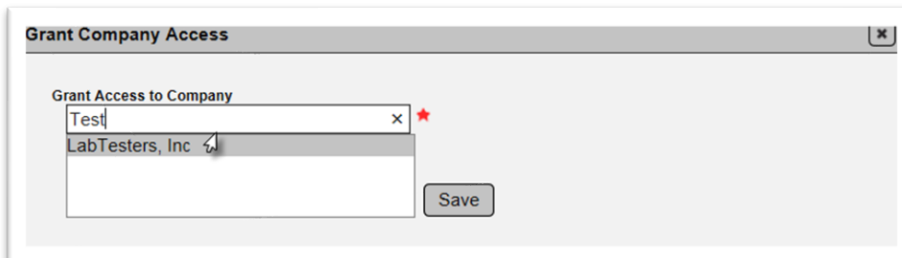 Grant Company Access
Grant Access to Company
Test
LabTesters, Inc
Save